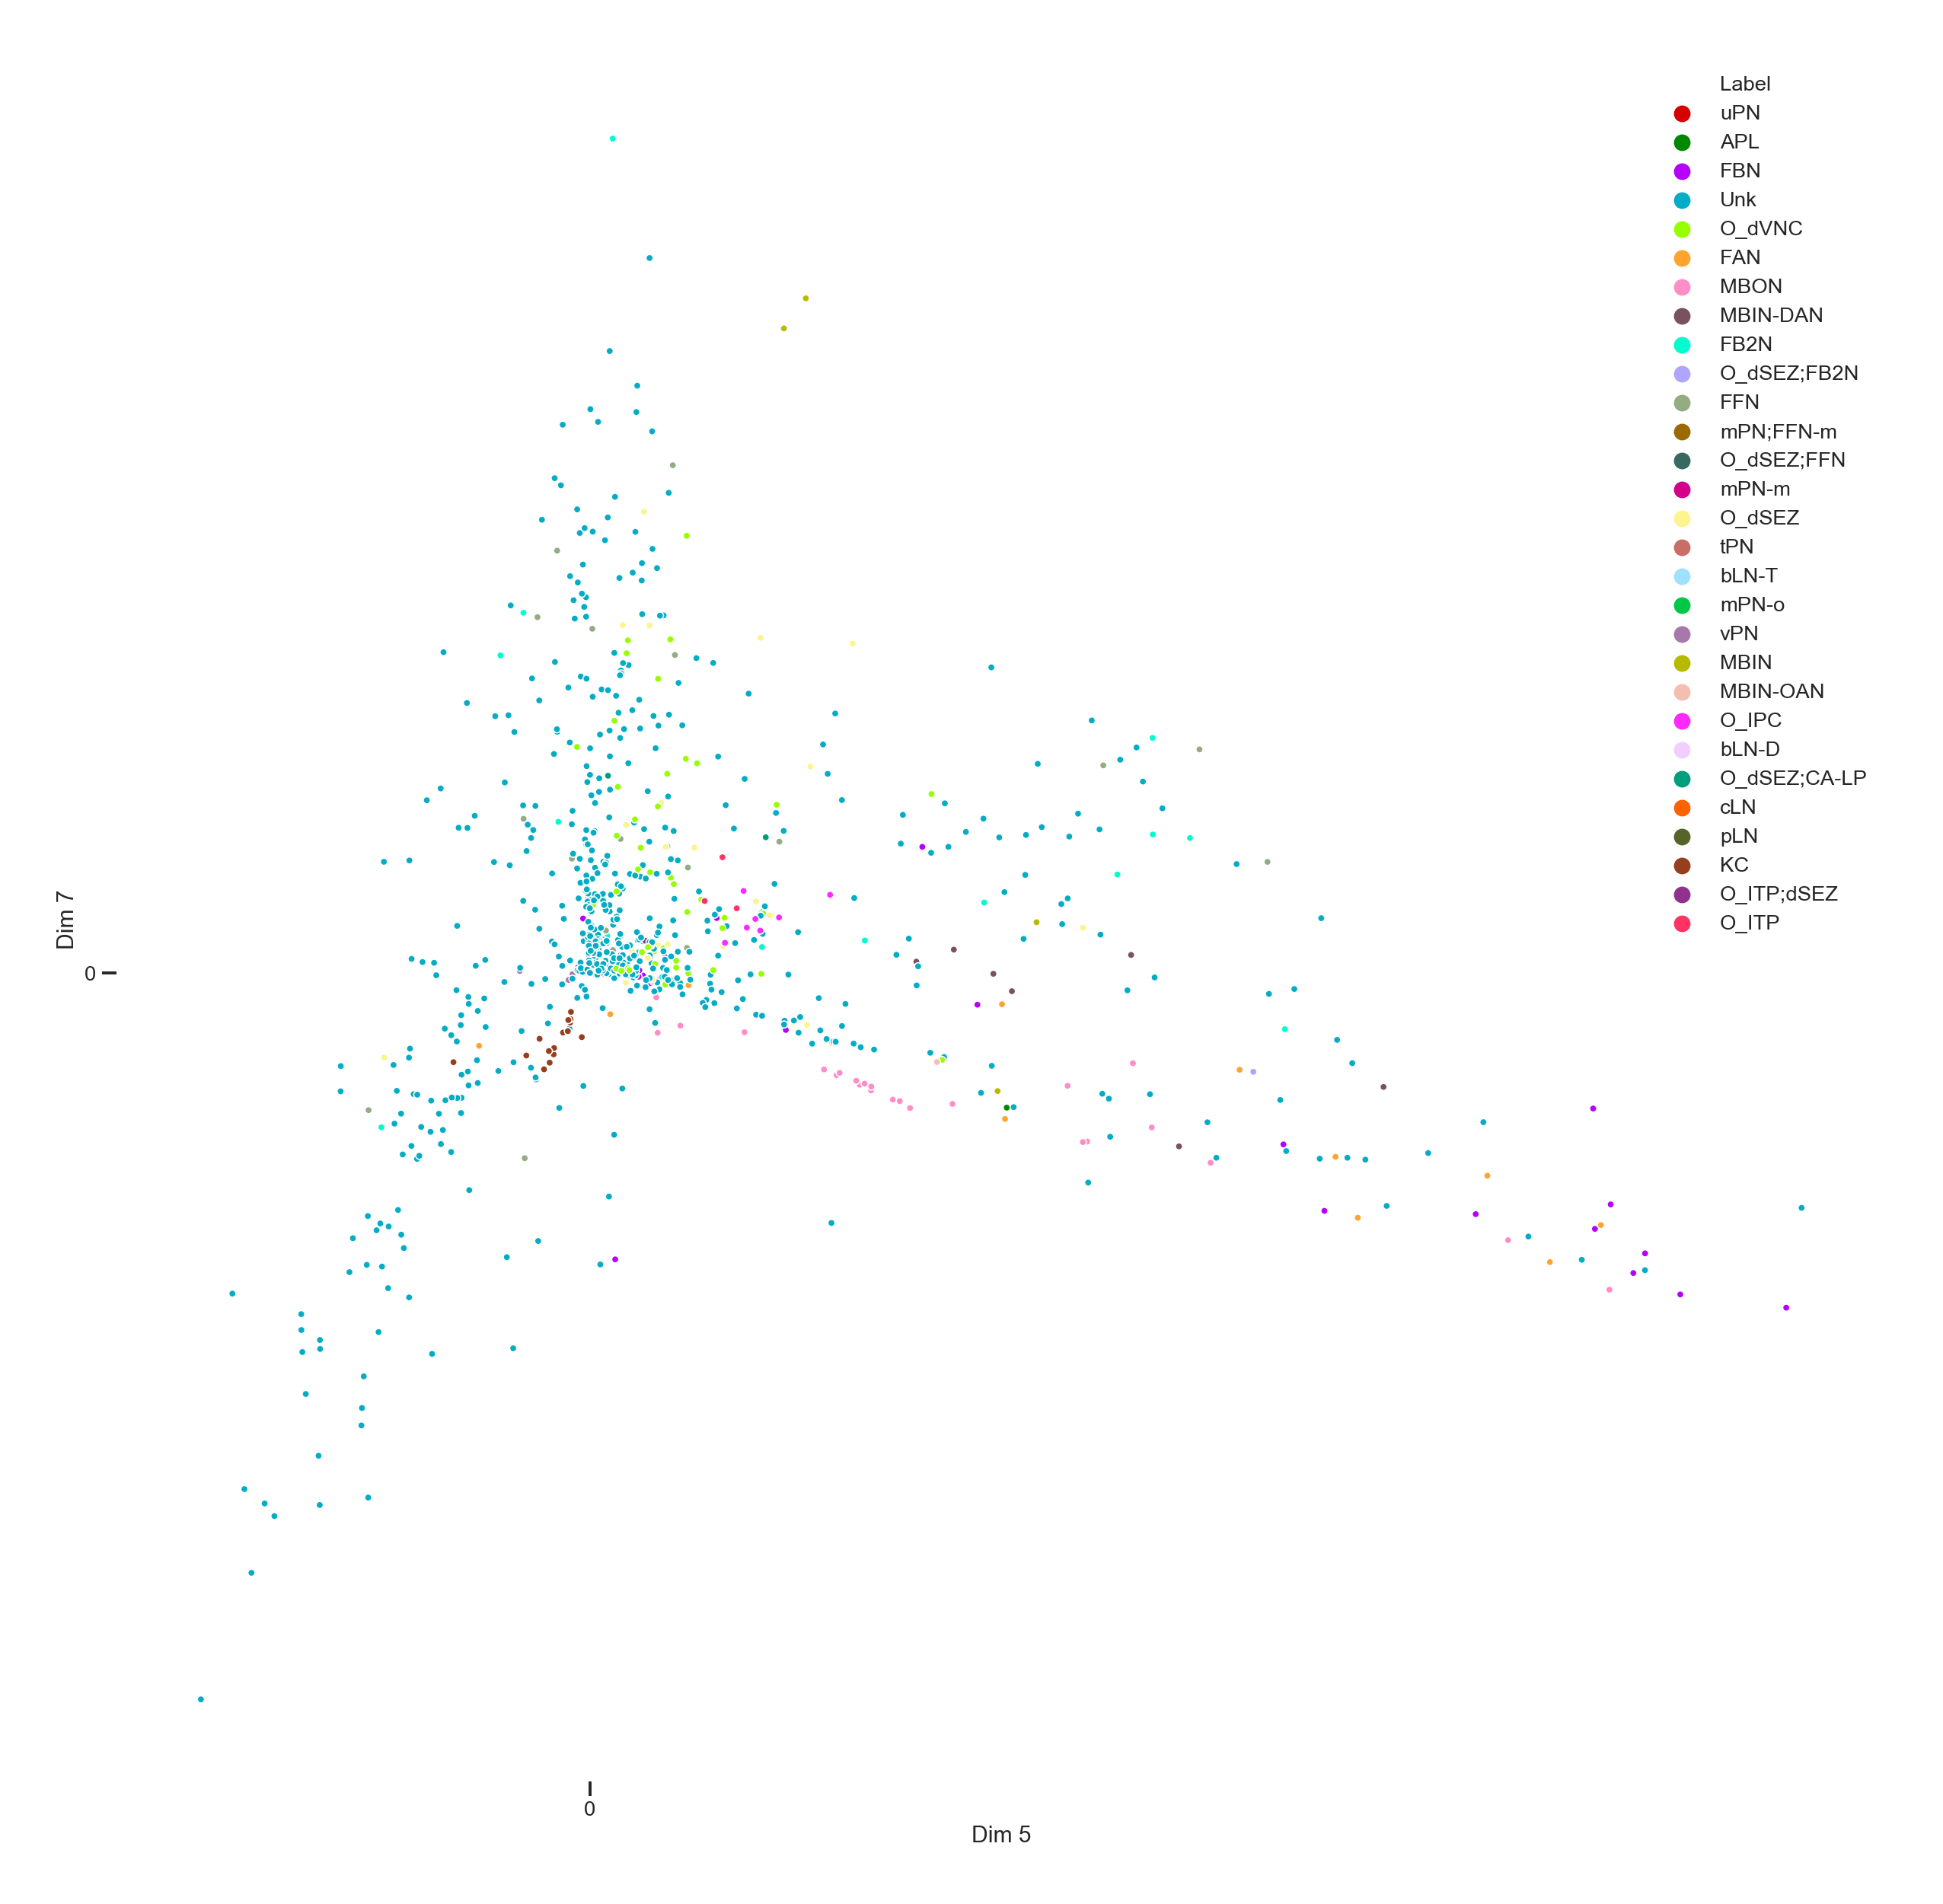 Label
uPN
APL
FBN
Unk
O_dVNC
FAN
MBON
MBIN-DAN
FB2N
O_dSEZ;FB2N
FFN
mPN;FFN-m
O_dSEZ;FFN
mPN-m
O_dSEZ
tPN
bLN-T
mPN-o
vPN
MBIN
MBIN-OAN
O_IPC
bLN-D
O_dSEZ;CA-LP
cLN
pLN
KC
O_ITP;dSEZ
O_ITP
Dim 7
0
0
Dim 5